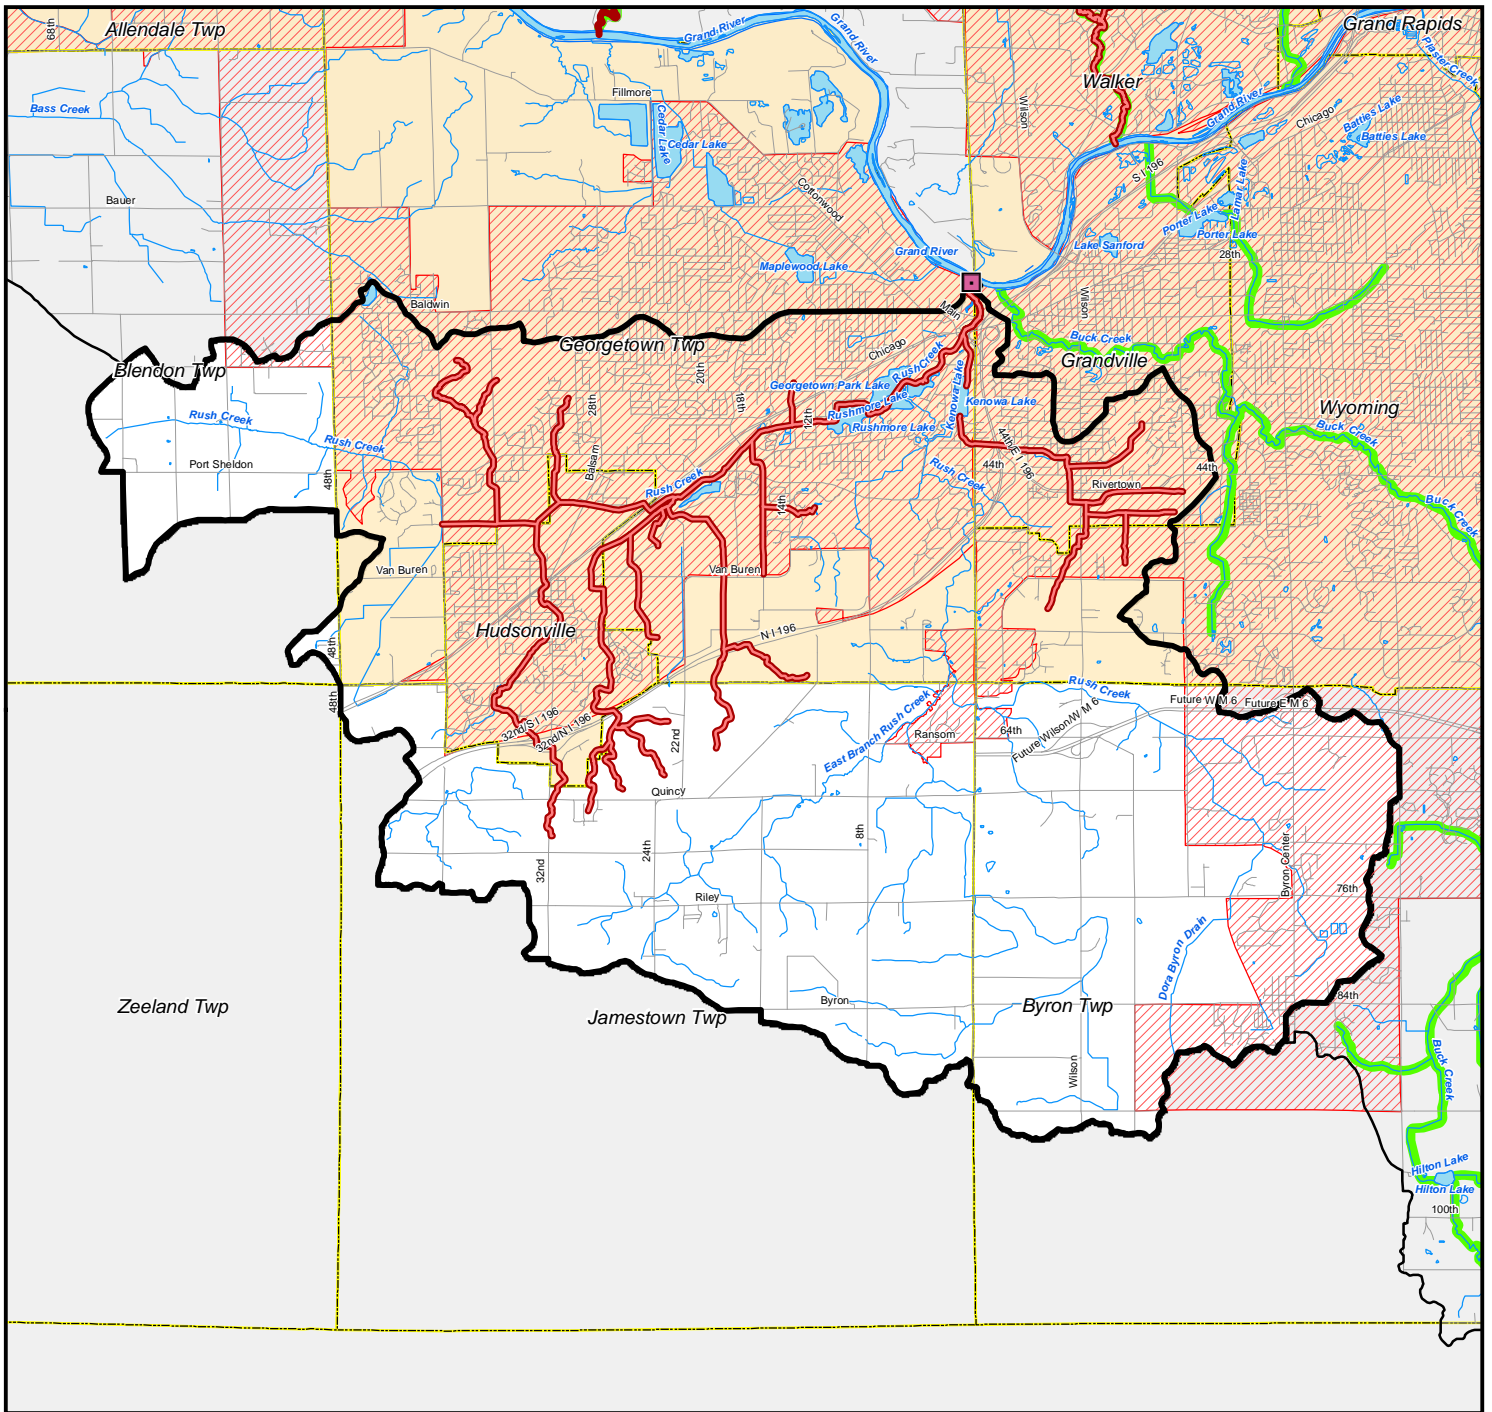 68th
Allendale Twp
Grand River
Grand River
Grand Rapids
Plaster Creek
Walker
Fillmore
Bass Creek
Cedar Lake
Cedar Lake
Wilson
Grand River
Chicago
Batties Lake
Batties Lake
S I 196
Bauer
Cottonwood
Lamar Lake
Porter Lake
Porter Lake
Grand River
Lake Sanford
28th
Maplewood Lake
Baldwin
Wilson
Main
Georgetown Twp
Chicago
Buck Creek
Grandville
Blendon Twp
20th
Rush Creek
Georgetown Park Lake
Kenowa Lake
Kenowa Lake
28th
18th
12th
Rushmore Lake
Rushmore Lake
Wyoming
Rush Creek
Rush Creek
Buck Creek
44th/E I 196
Port Sheldon
48th
Balsam
Rush Creek
Rush Creek
44th
44th
Rivertown
14th
Buck Creek
Van Buren
Van Buren
Hudsonville
N I 196
48th
48th
Rush Creek
East Branch Rush Creek
Future W M 6
Future E M 6
32nd/S I 196
32nd/N I 196
22nd
Ransom
64th
Future Wilson/W M 6
Quincy
8th
24th
32nd
Byron Center
76th
Riley
Dora Byron Drain
Zeeland Twp
Jamestown Twp
Byron
Byron Twp
84th
Wilson
Buck Creek
Hilton Lake
Hilton Lake
100th